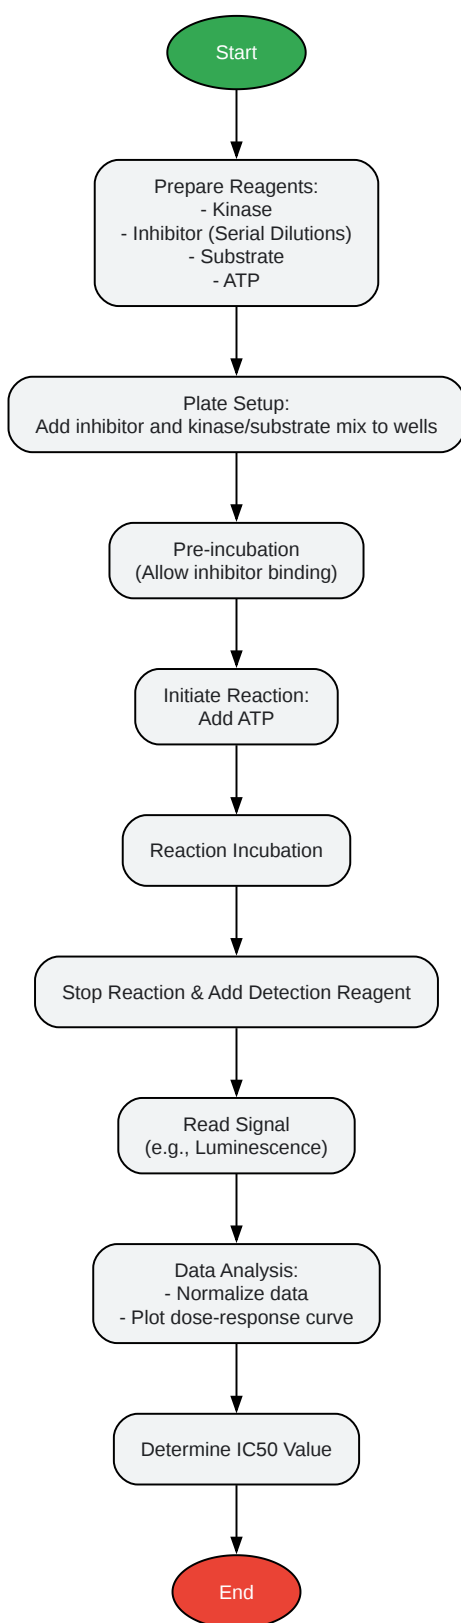 Start
Prepare Reagents:
- Kinase
- Inhibitor (Serial Dilutions)
- Substrate
- ATP
Plate Setup:
Add inhibitor and kinase/substrate mix to wells
Pre-incubation
(Allow inhibitor binding)
Initiate Reaction:
Add ATP
Reaction Incubation
Stop Reaction & Add Detection Reagent
Read Signal
(e.g., Luminescence)
Data Analysis:
- Normalize data
- Plot dose-response curve
Determine IC50 Value
End